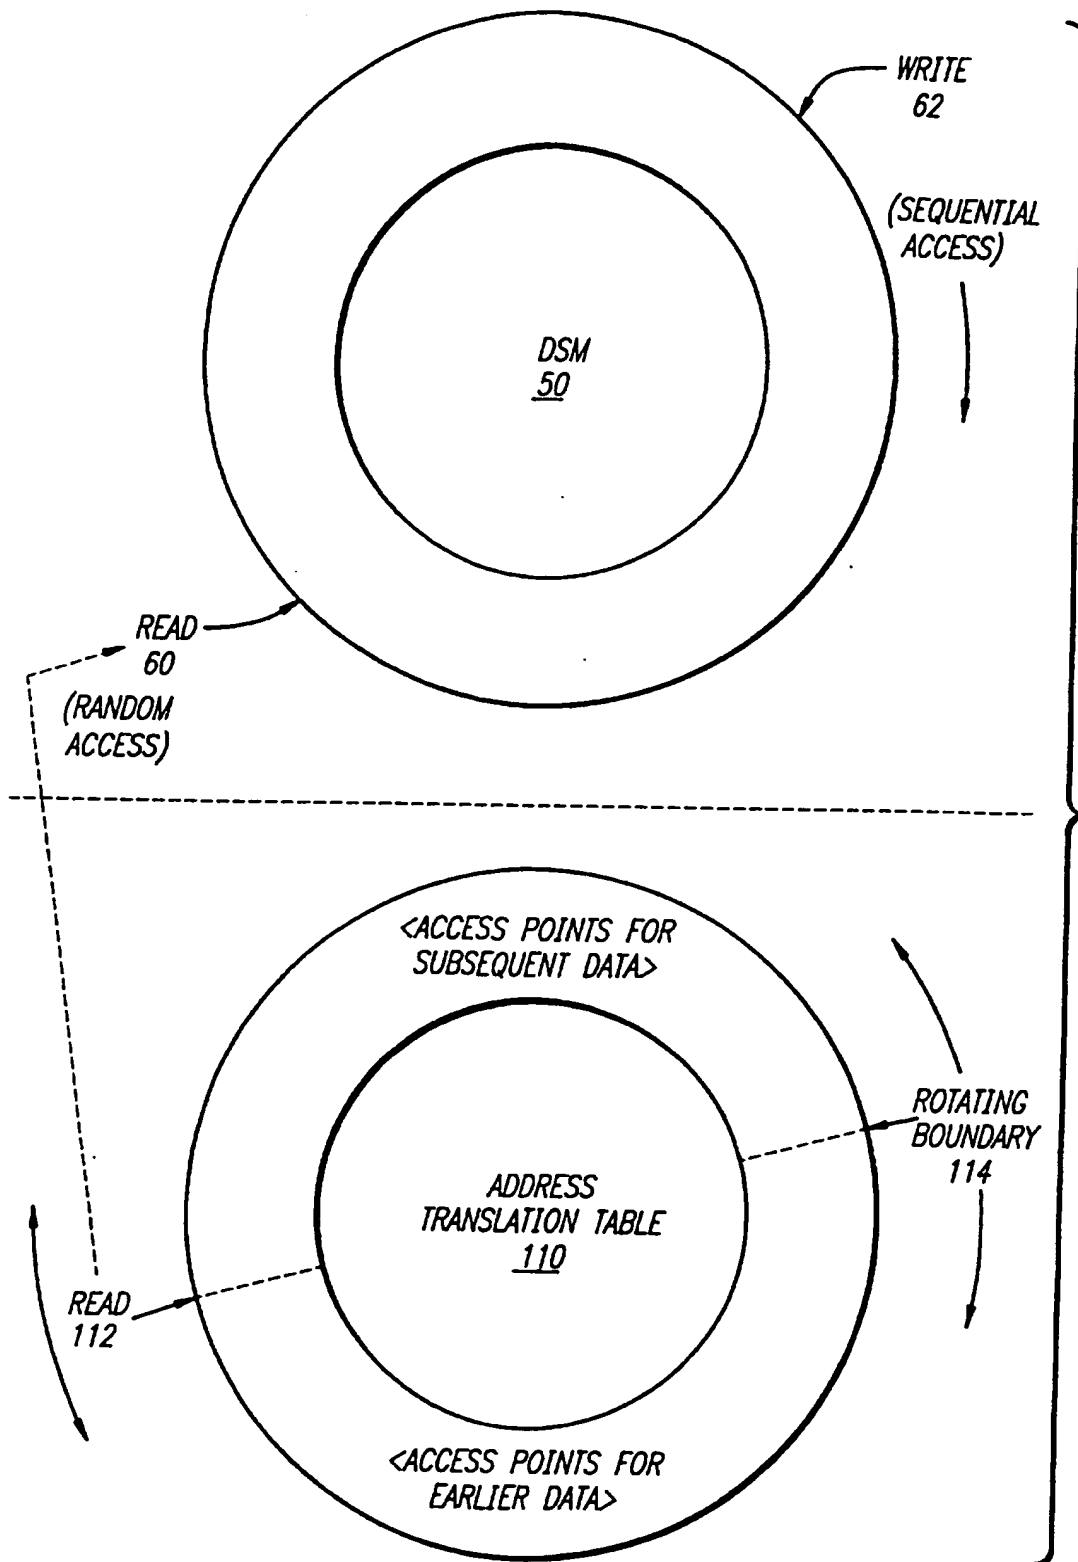 WRITE
62
(SEQUENTIAL
ACCESS)
DSM
50
READ
60
(RANDOM
ACCESS)
<ACCESS POINTS FOR
SUBSEQUENT DATA>
ROTATING
BOUNDARY
114
ADDRESS
TRANSLATION TABLE
110
READ
112
<ACCESS POINTS FOR
EARLIER DATA>